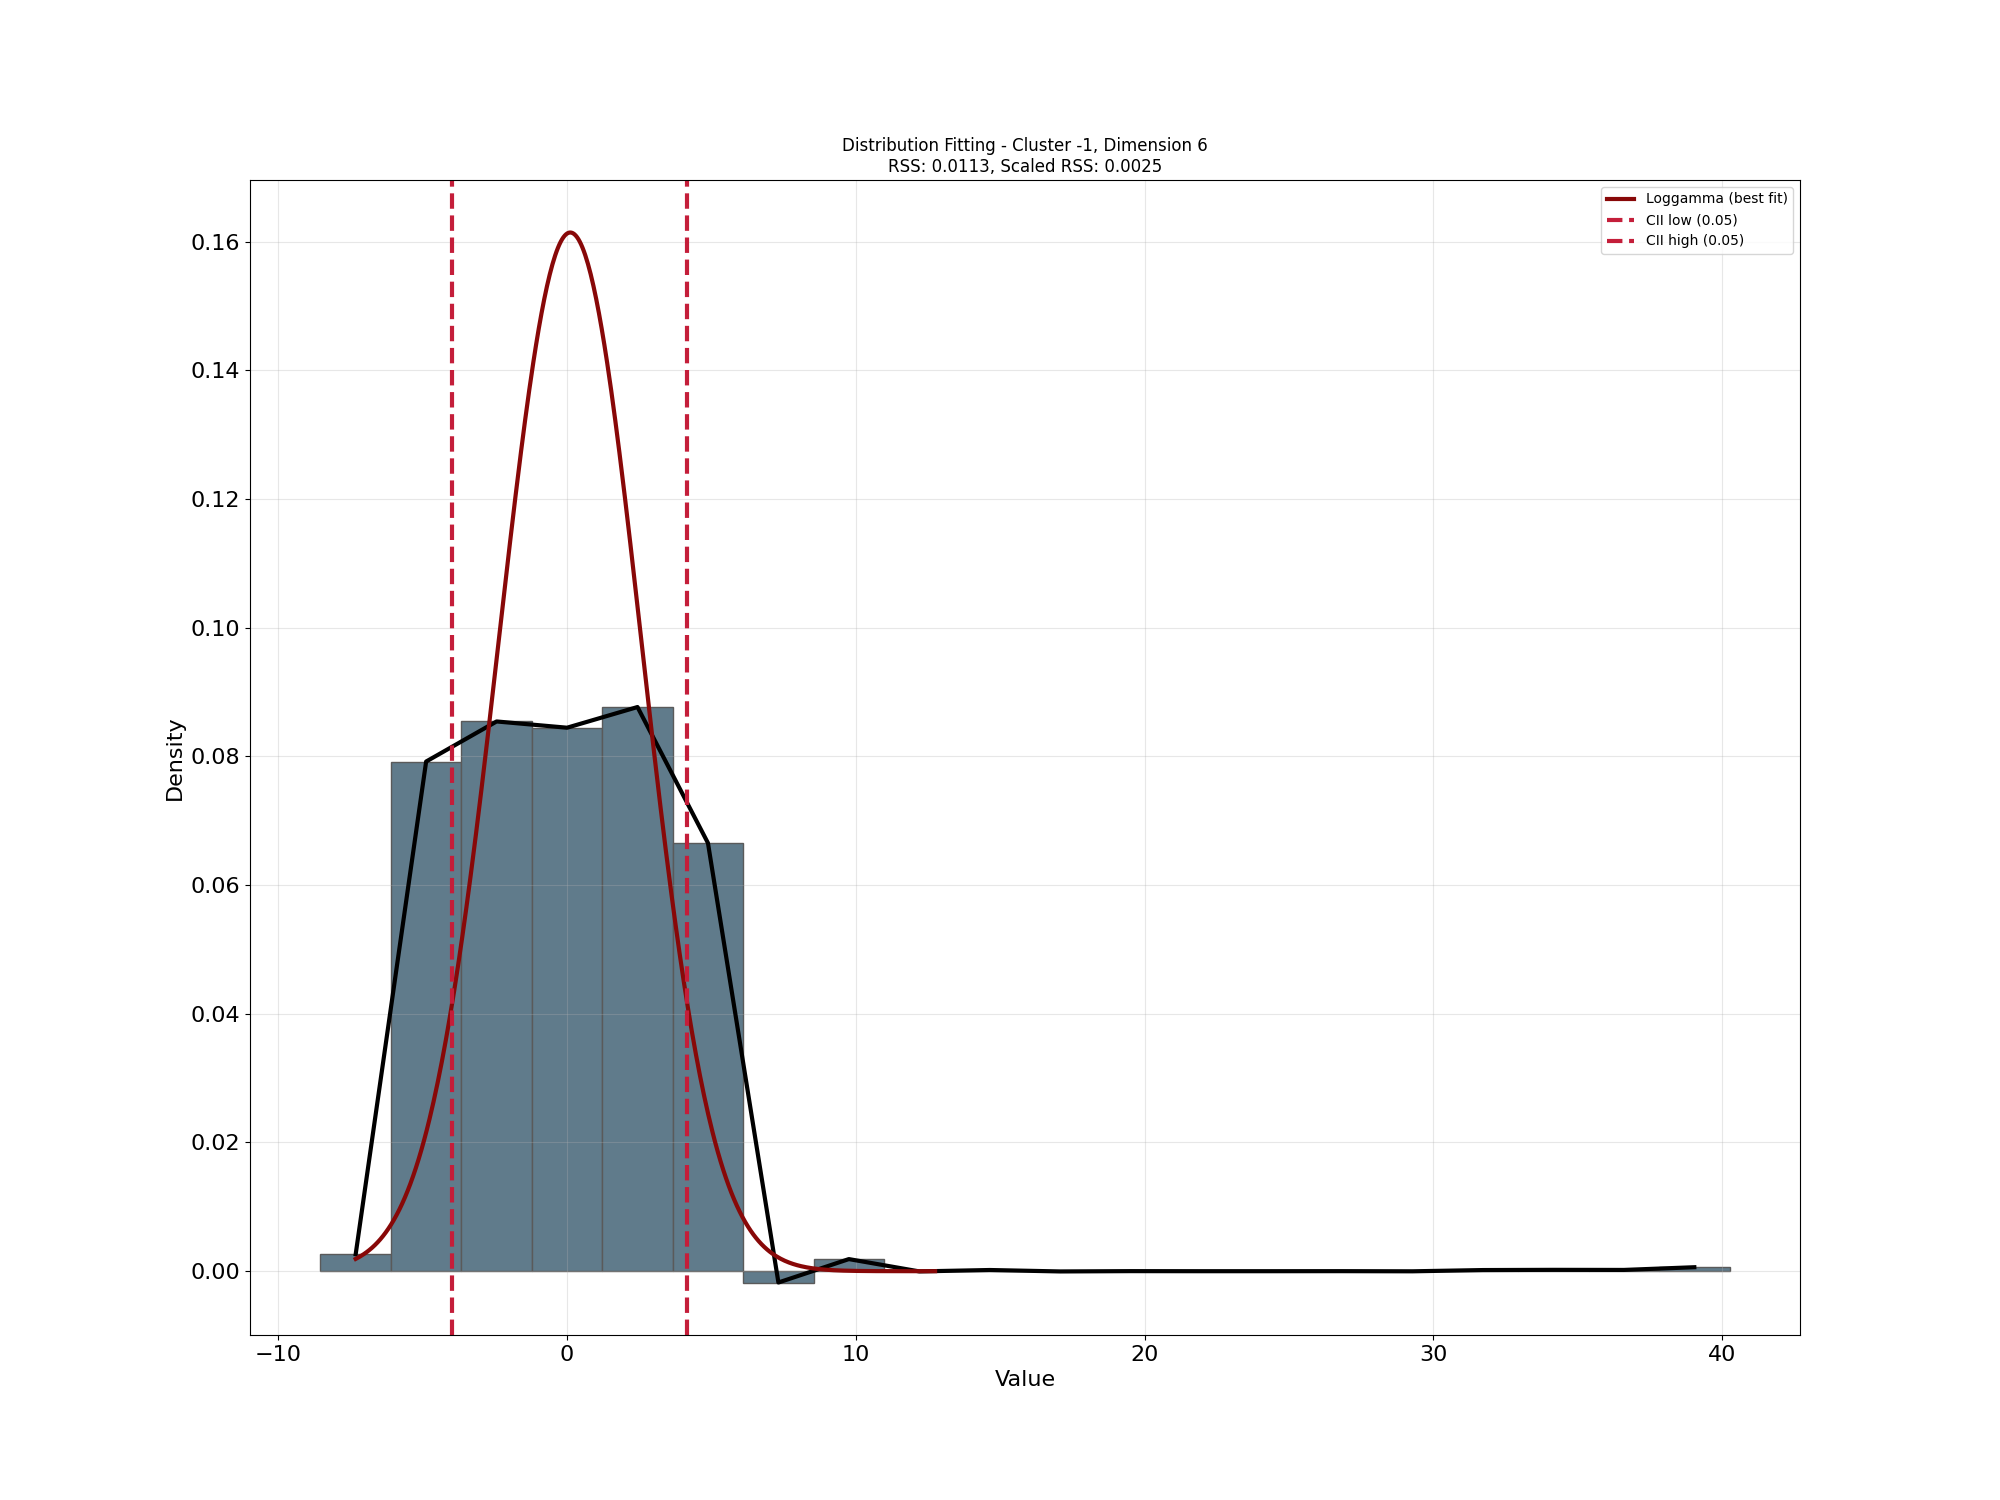 Distribution Fitting - Cluster -1, Dimension 6
RSS: 0.0113, Scaled RSS: 0.0025
Loggamma (best fit)
CII low (0.05)
CII high (0.05)
0.16
0.14
0.12
0.10
0.08
0.06
0.04
0.02
0.00
Density
−10 0 10 20 30 40
Value